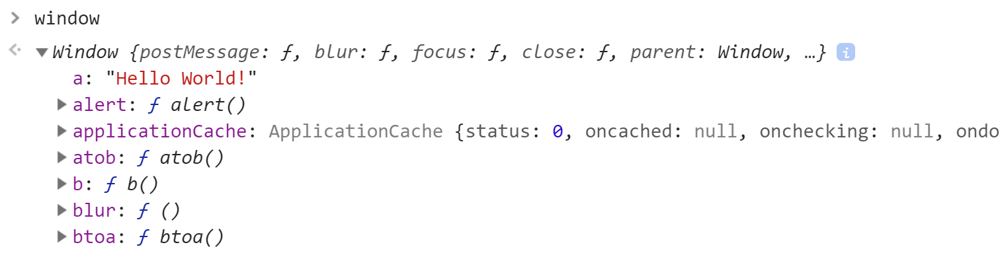 > window
Window {postMessage: ƒ, blur: ƒ, focus: ƒ, close: ƒ, parent: Window, …} i
a: "Hello World!"
alert: ƒ alert()
applicationCache: ApplicationCache {status: 0, oncached: null, onchecking: null, ondo
atob: ƒ atob()
b: ƒ b()
blur: ƒ ()
btoa: ƒ btoa()